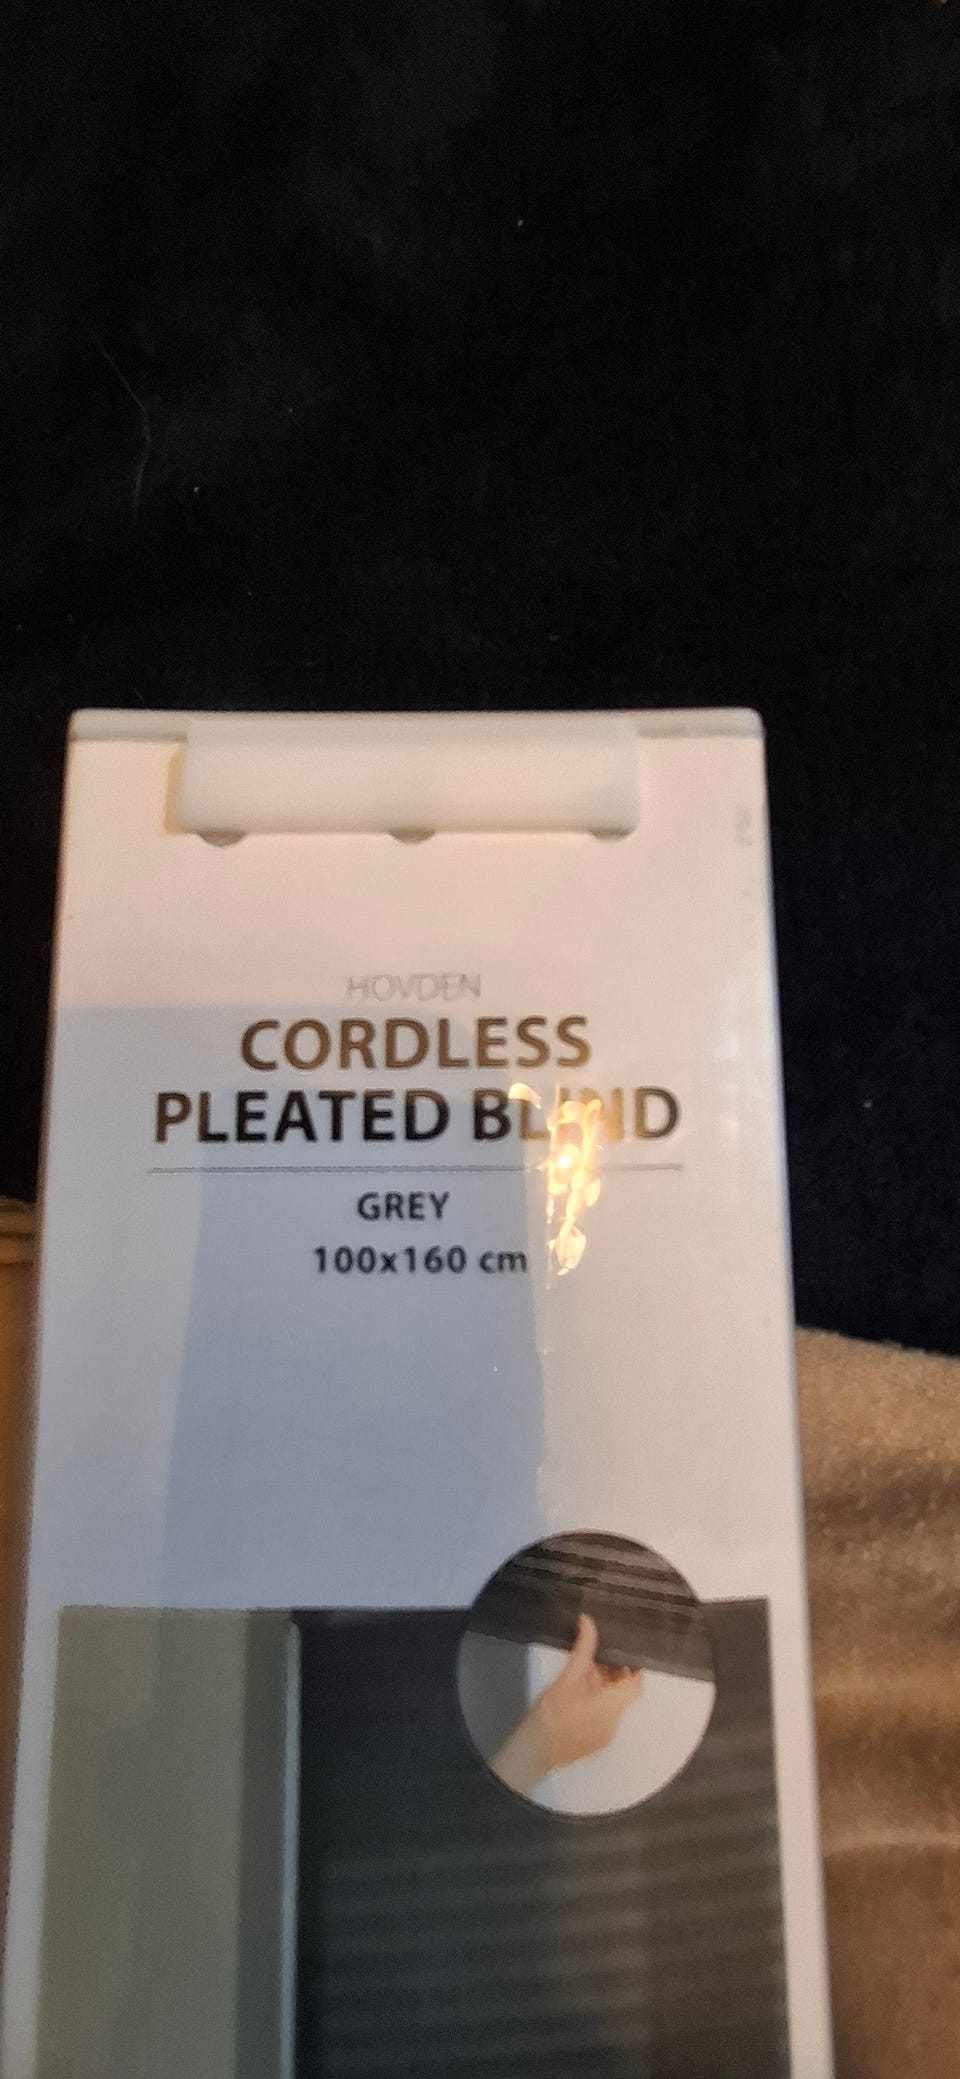 HOVDEN
CORDLESS
PLEATED BLIND
GREY
100x160 cm